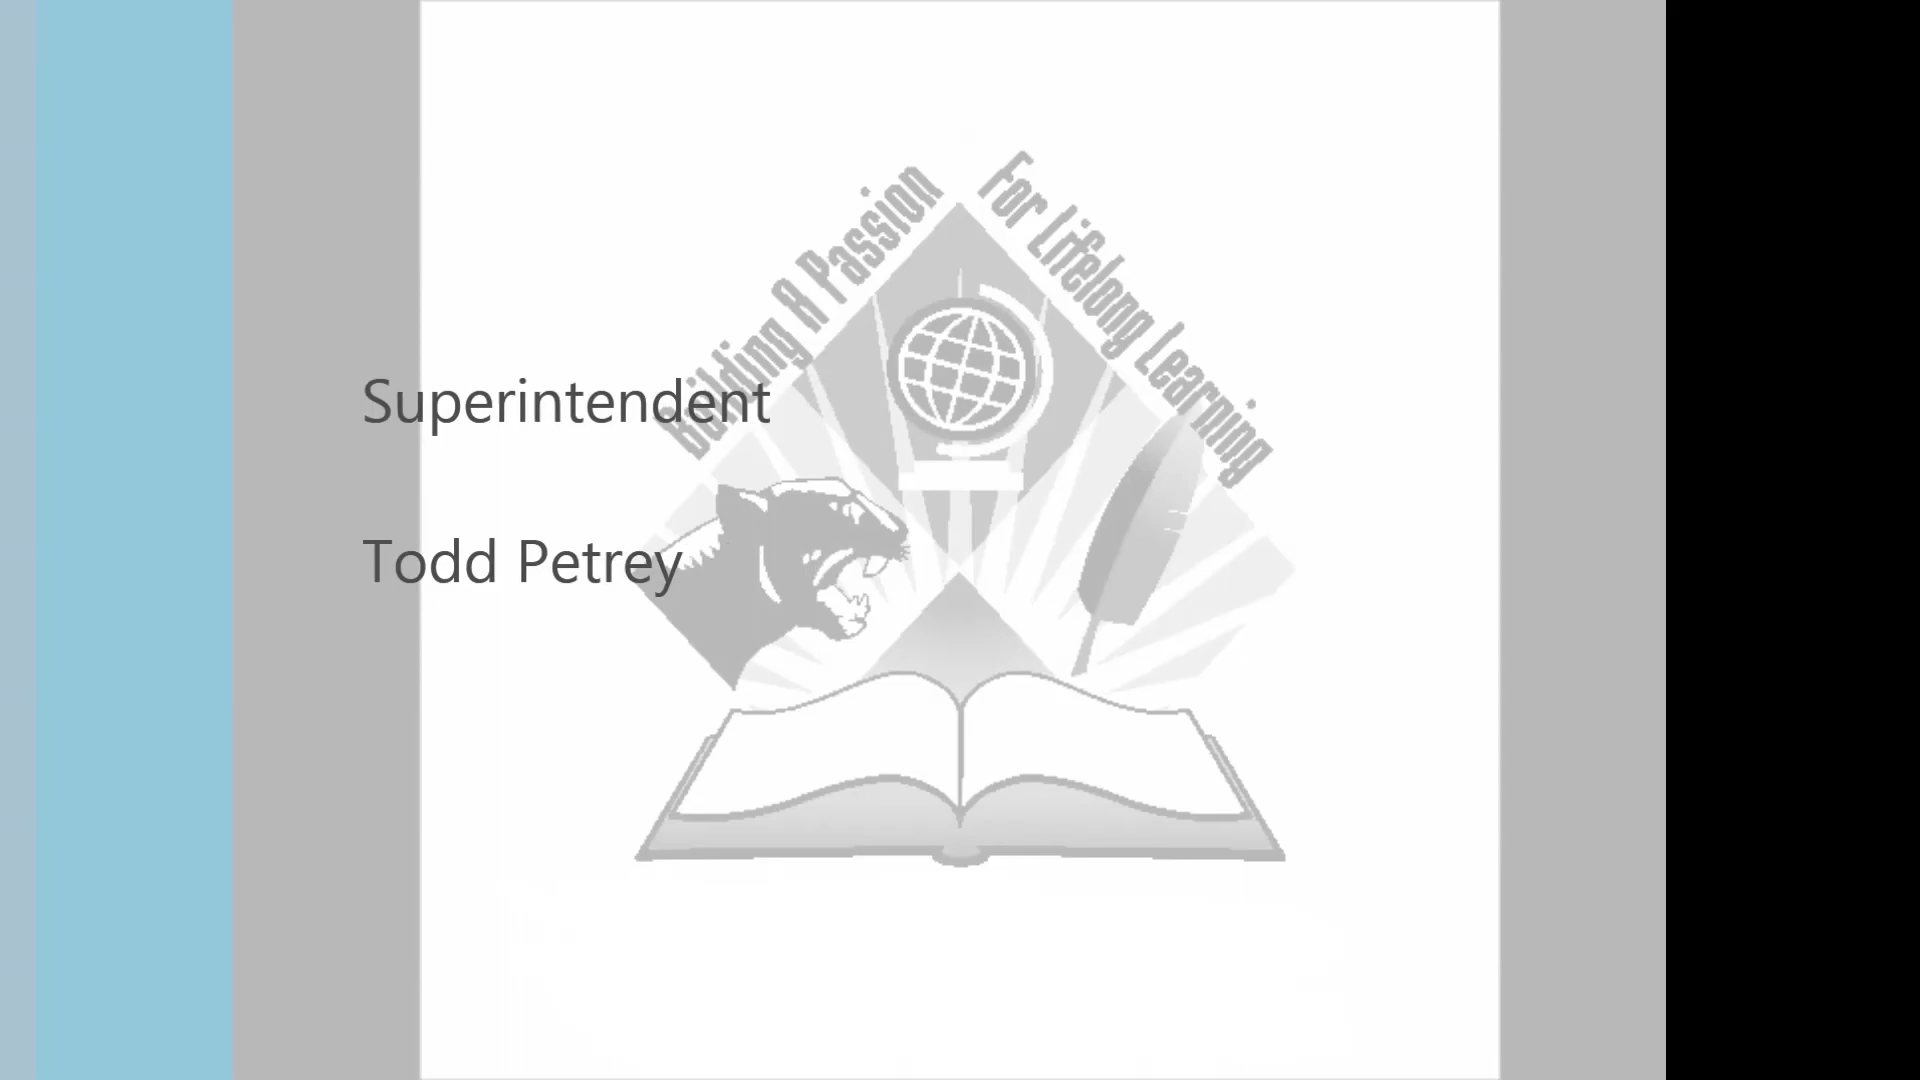 Building A Passion
For Lifelong Learning
Superintendent
Todd Petrey